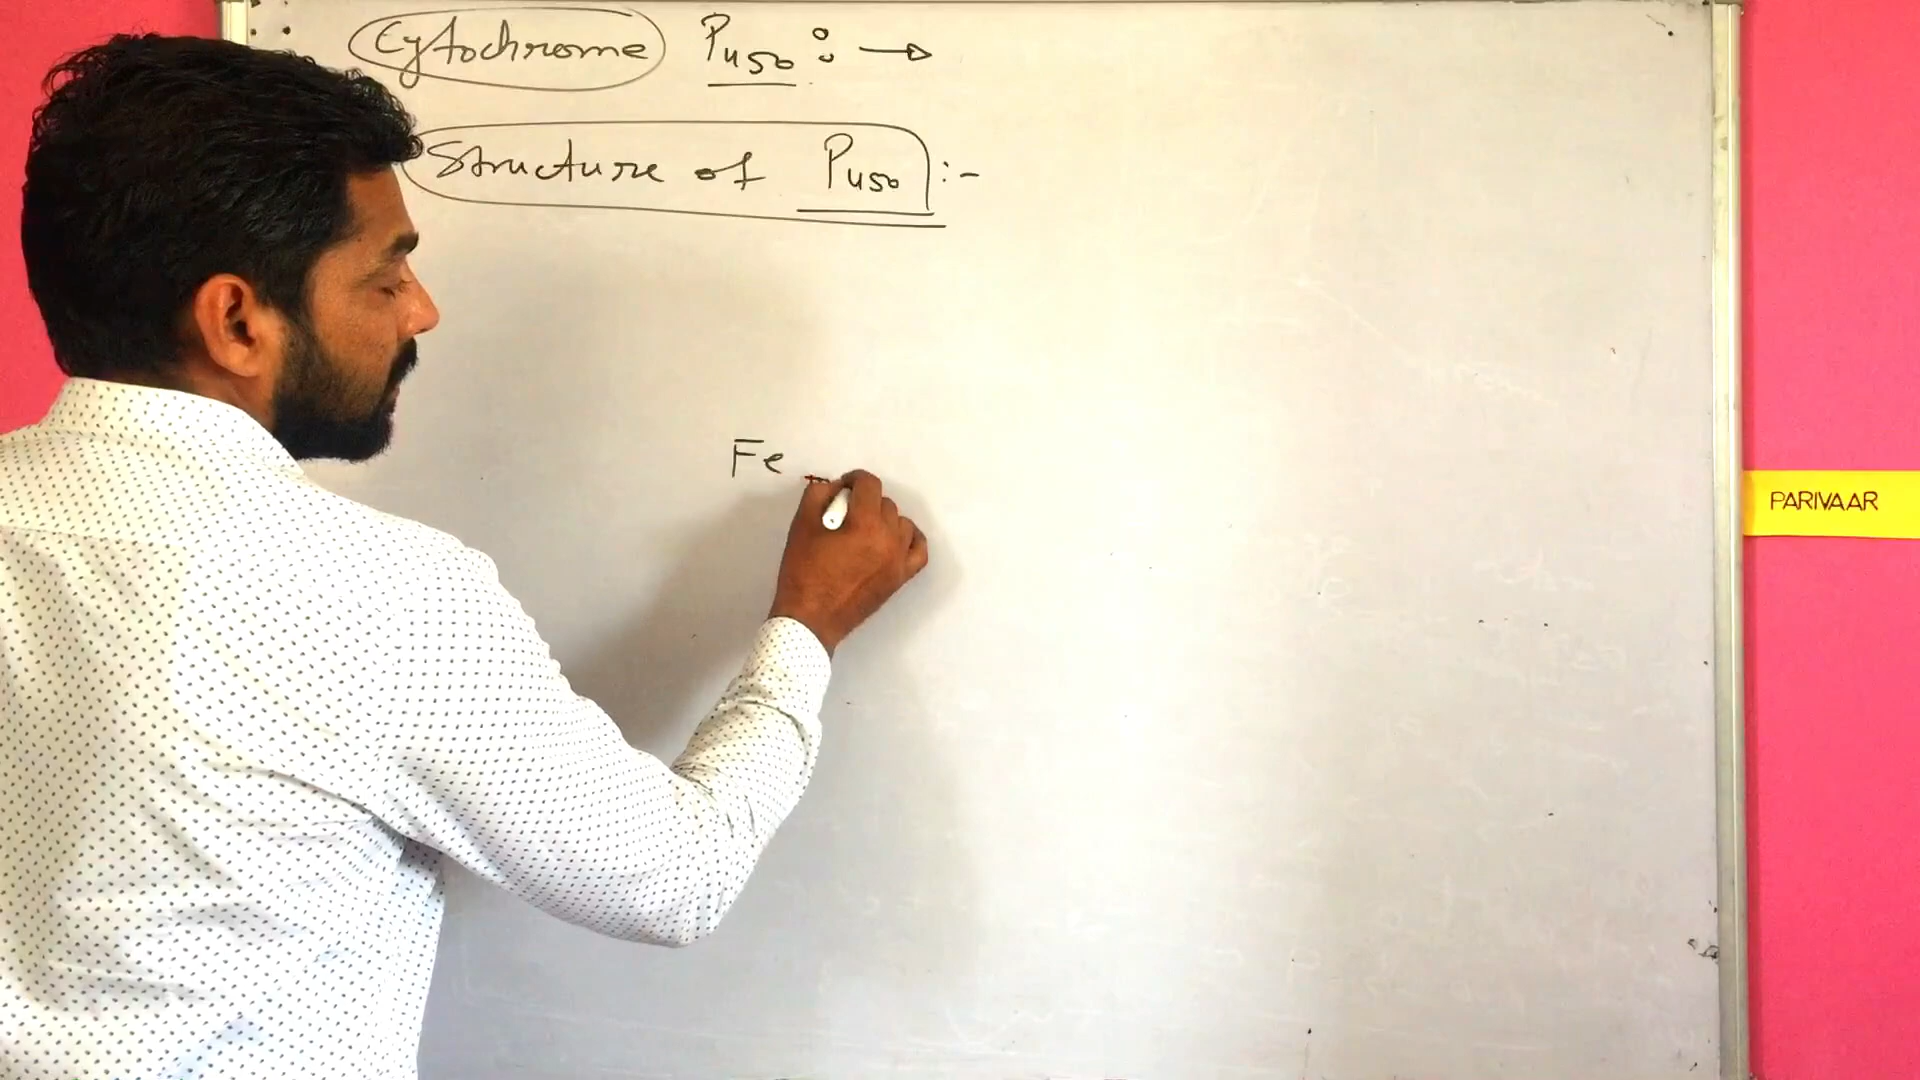 Cytochrome P450 : →
Structure of P450 :-
Fe
PARIVAAR